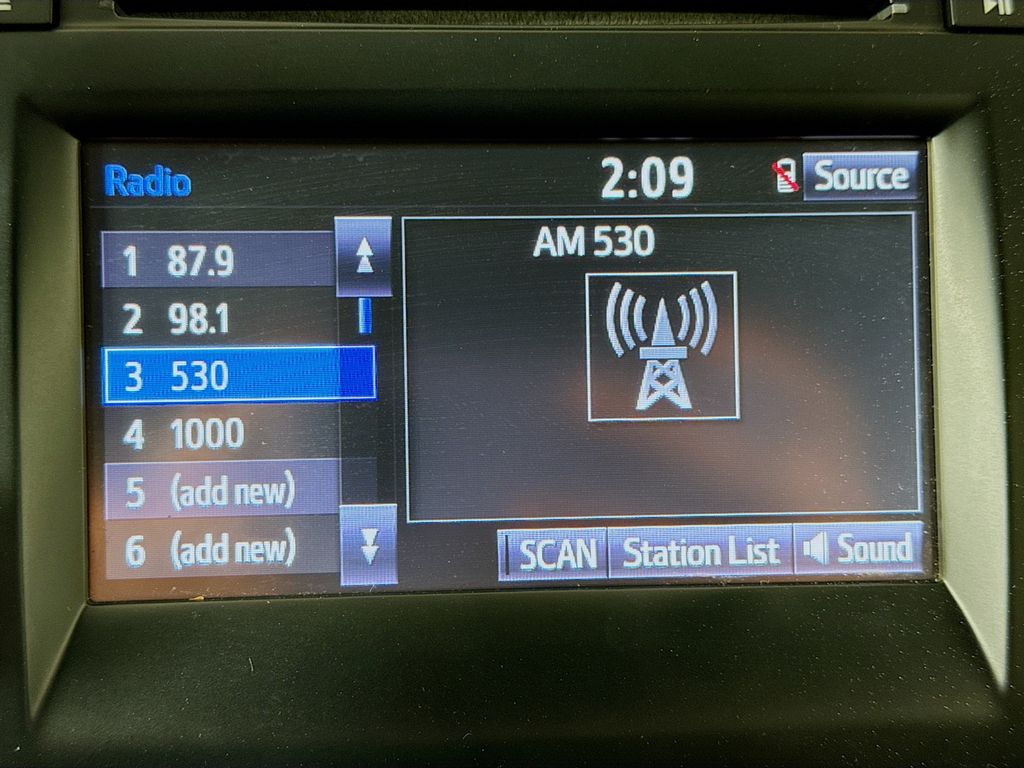 Radio 2:09 Source
1 87.9
2 98.1
3 530
4 1000
5 (add new)
6 (add new)
AM 530
SCAN Station List Sound